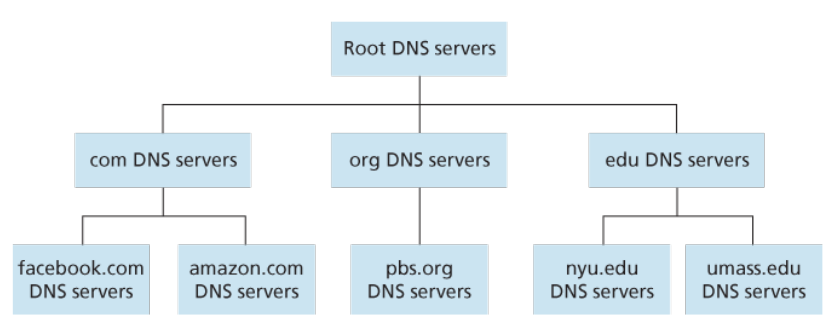 Root DNS servers
com DNS servers
org DNS servers
edu DNS servers
facebook.com
DNS servers
amazon.com
DNS servers
pbs.org
DNS servers
nyu.edu
DNS servers
umass.edu
DNS servers